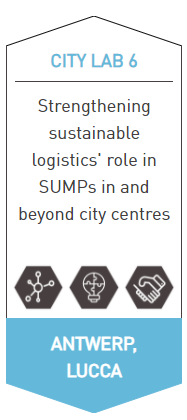 CITY LAB 6
Strengthening
sustainable
logistics' role in
SUMPs in and
beyond city centres
ANTWERP,
LUCCA